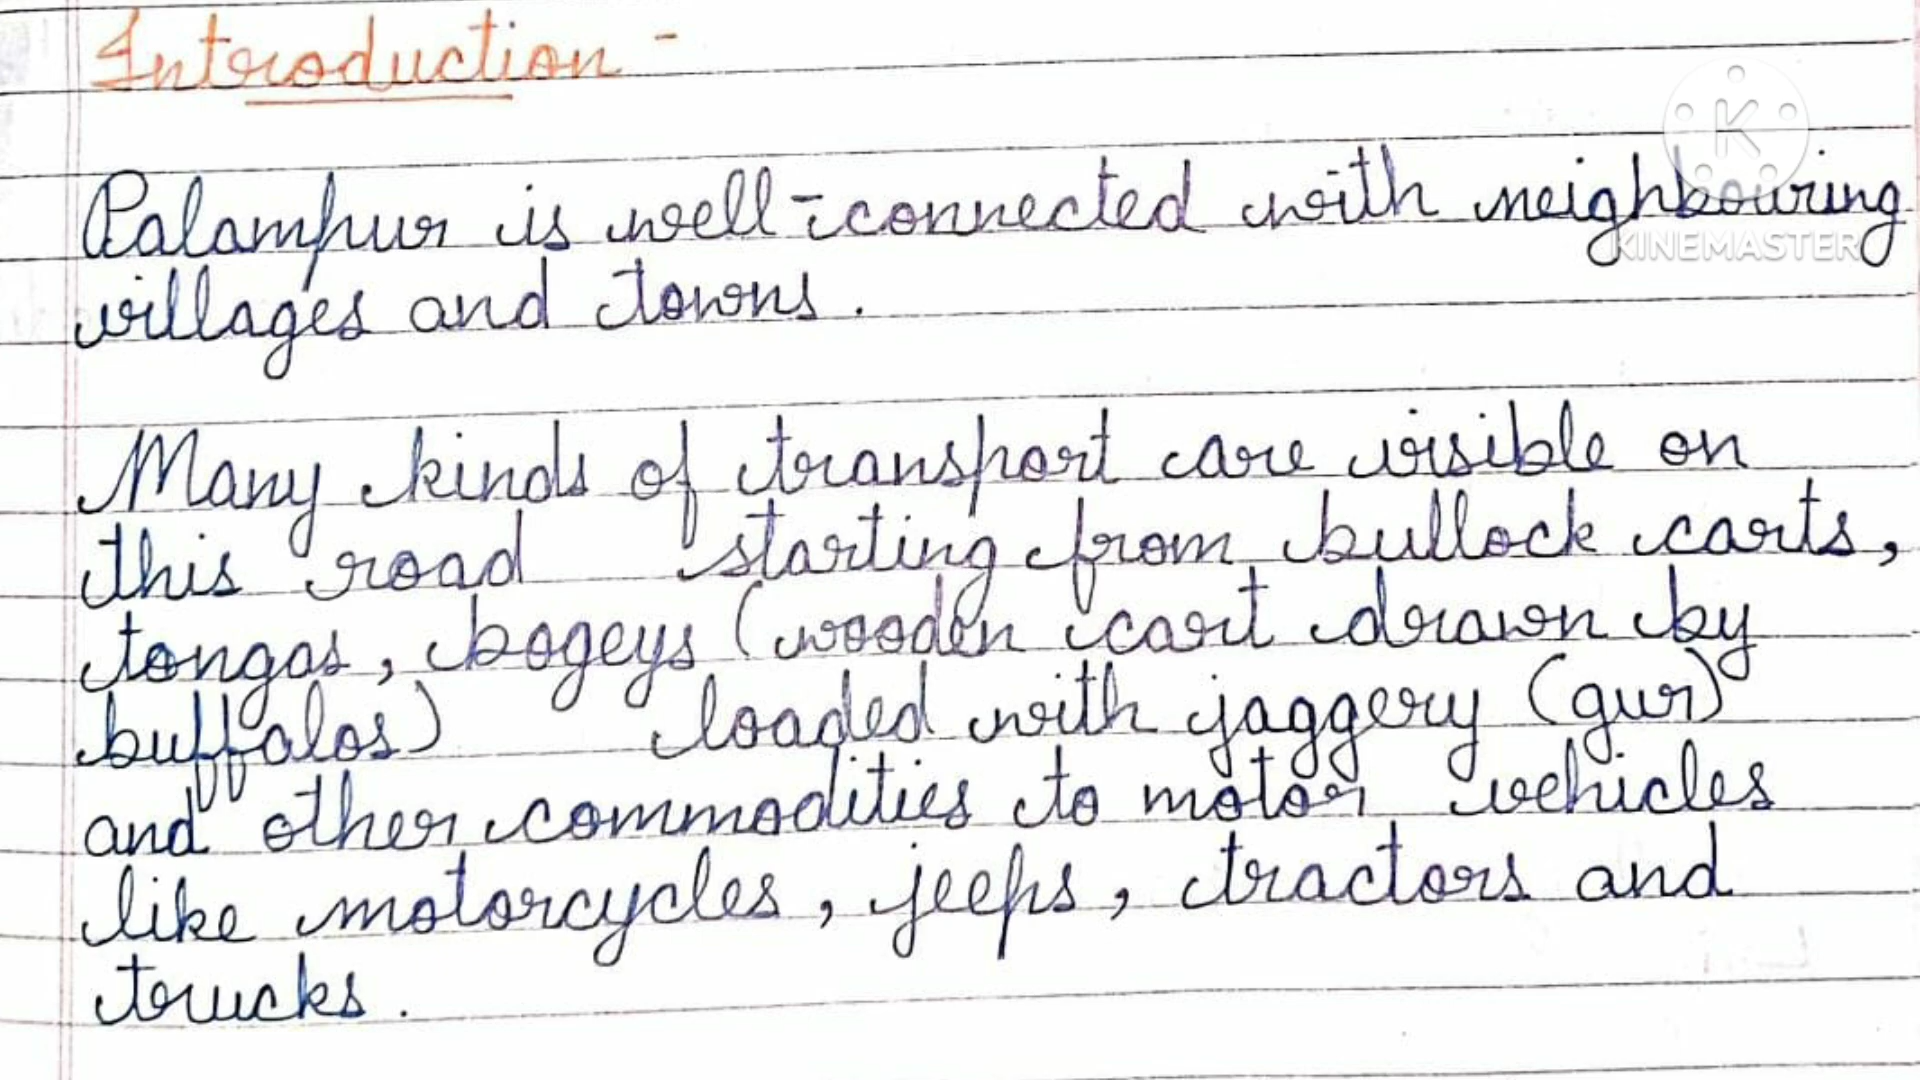 Introduction -
Palampur is well-connected with neighbouring
villages and towns.
Many kinds of transport are visible on
this road starting from bullock carts,
tongas, bogeys (wooden cart drawn by
buffalos) loaded with jaggery (gur)
and other commodities to motor vehicles
like motorcycles, jeeps, tractors and
trucks.
K
KINEMASTER